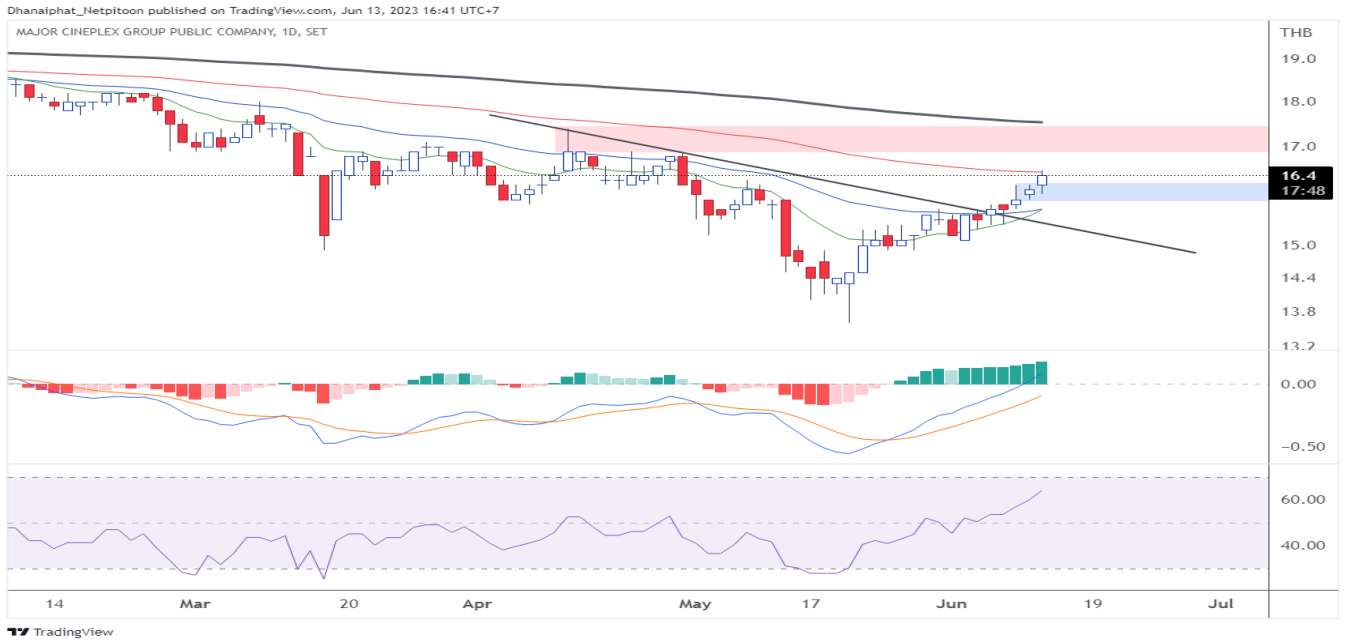 Dhanaiphat_Netpitoon published on TradingView.com, Jun 13, 2023 16:41 UTC+7
MAJOR CINEPLEX GROUP PUBLIC COMPANY, 1D, SET
THB
19.0
18.0
17.0
16.4
17:48
15.0
14.4
13.8
13.2
0.00
−0.50
60.00
40.00
14 Mar 20 Apr May 17 Jun 19 Jul
TradingView